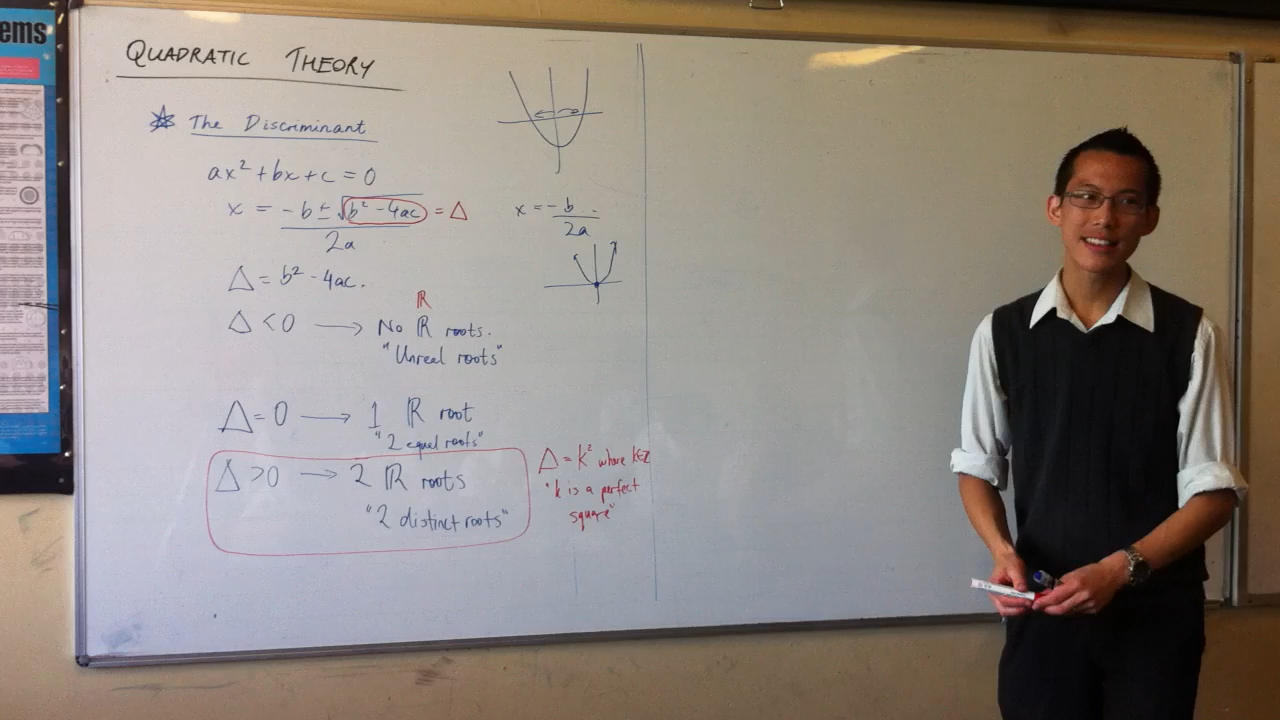 ems
QUADRATIC THEORY
The Discriminant
ax² + bx + c = 0
x = -b ± √b² - 4ac = Δ
2a
x = -b
2a
Δ = b² - 4ac.
ℝ
Δ < 0 → No ℝ roots.
"Unreal roots"
Δ = 0 → 1 ℝ root
"2 equal roots"
Δ > 0 → 2 ℝ roots
"2 distinct roots"
Δ = k² where k∈ℤ
"k is a perfect
square"